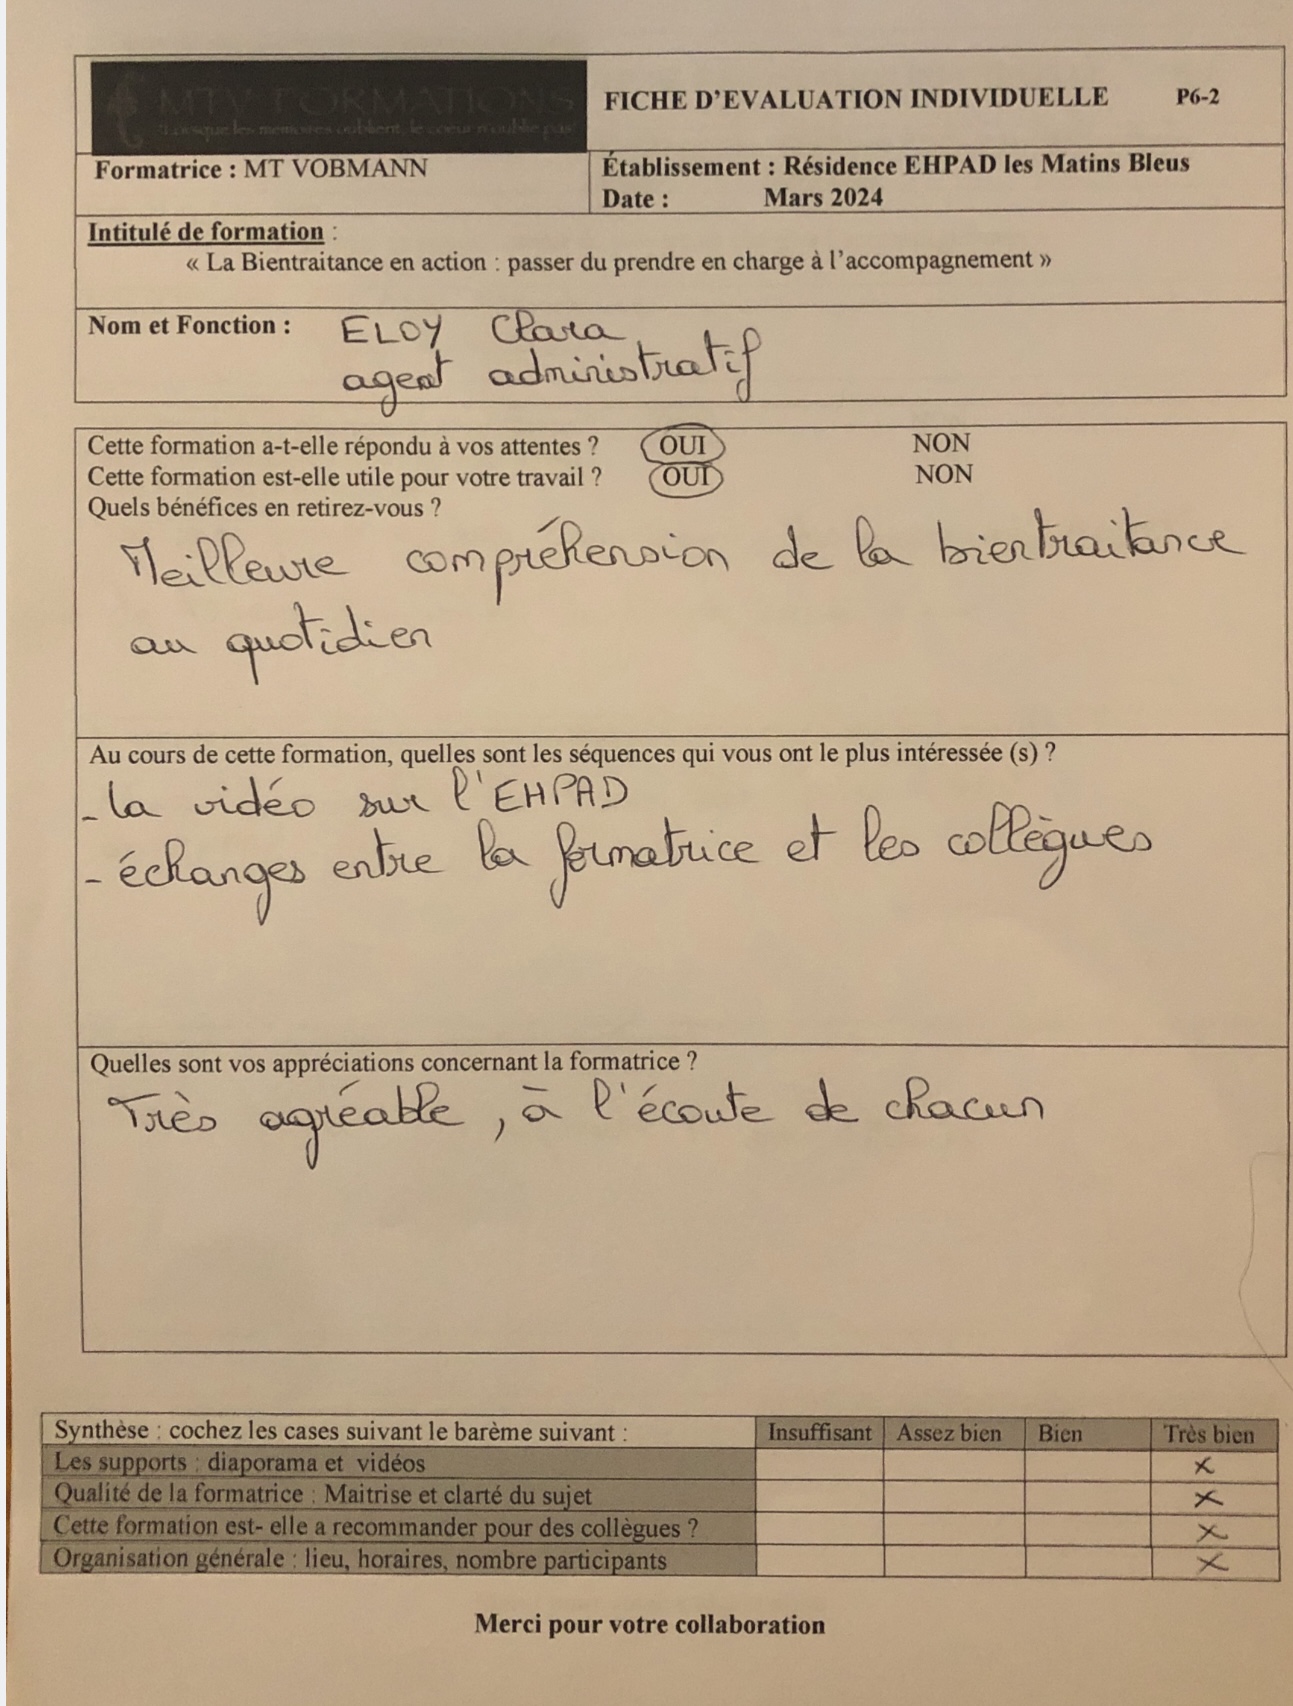 MTV FORMATIONS
"Lorsque les memoires oublient, le coeur n'oublie pas"
FICHE D'EVALUATION INDIVIDUELLE P6-2
Formatrice : MT VOBMANN
Établissement : Résidence EHPAD les Matins Bleus
Date : Mars 2024
Intitulé de formation :
« La Bientraitance en action : passer du prendre en charge à l'accompagnement »
Nom et Fonction : ELOY Clara
agent administratif
Cette formation a-t-elle répondu à vos attentes ? OUI NON
Cette formation est-elle utile pour votre travail ? OUI NON
Quels bénéfices en retirez-vous ?
Meilleure compréhension de la bientraitance
au quotidien
Au cours de cette formation, quelles sont les séquences qui vous ont le plus intéressée (s) ?
- la vidéo sur l'EHPAD
- échanges entre la formatrice et les collègues
Quelles sont vos appréciations concernant la formatrice ?
Très agréable, à l'écoute de chacun
Synthèse : cochez les cases suivant le barème suivant : Insuffisant Assez bien Bien Très bien
Les supports : diaporama et vidéos X
Qualité de la formatrice : Maitrise et clarté du sujet X
Cette formation est- elle a recommander pour des collègues ? X
Organisation générale : lieu, horaires, nombre participants X
Merci pour votre collaboration